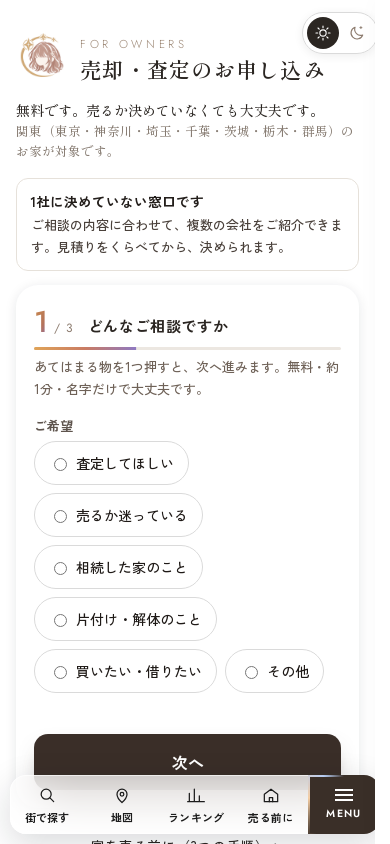 FOR OWNERS
売却・査定のお申し込み
無料です。売るか決めていなくても大丈夫です。
関東（東京・神奈川・埼玉・千葉・茨城・栃木・群馬）の
お家が対象です。
1社に決めていない窓口です
ご相談の内容に合わせて、複数の会社をご紹介できま
す。見積りをくらべてから、決められます。
1 / 3 どんなご相談ですか
あてはまる物を1つ押すと、次へ進みます。無料・約
1分・名字だけで大丈夫です。
ご希望
査定してほしい
売るか迷っている
相続した家のこと
片付け・解体のこと
買いたい・借りたい その他
次へ
街で探す 地図 ランキング 売る前に MENU